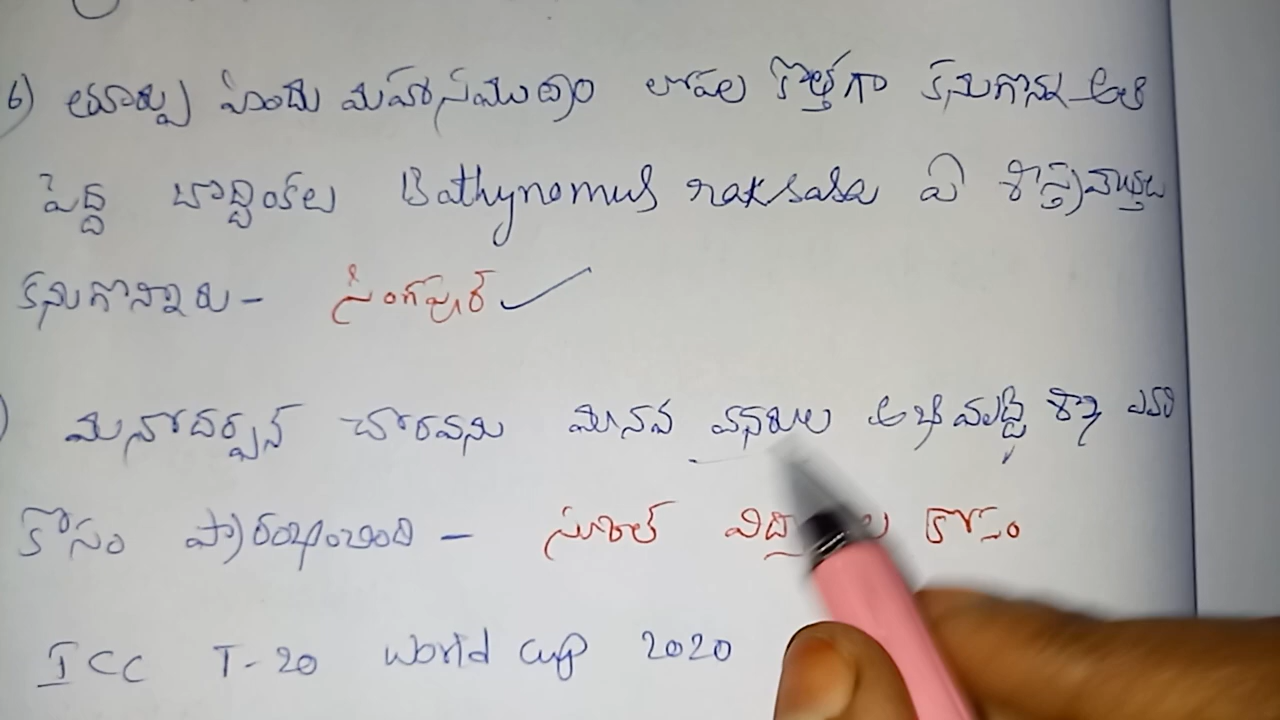 6) తూర్పు హిందు మహాసముద్రం లోపల కొత్తగా కనుగొన్న అతి
పెద్ద బొద్దింకల Bathynomus raksasa ఏ శాస్త్రవేత్తలు
కనుగొన్నారు - సింగపూర్
) మనోదర్పన్ చొరవను మానవ వనరుల అభివృద్ధి శాఖ ఎవరి
కోసం ప్రారంభించింది - స్కూల్ కోసం
ICC T-20 World Cup 2020